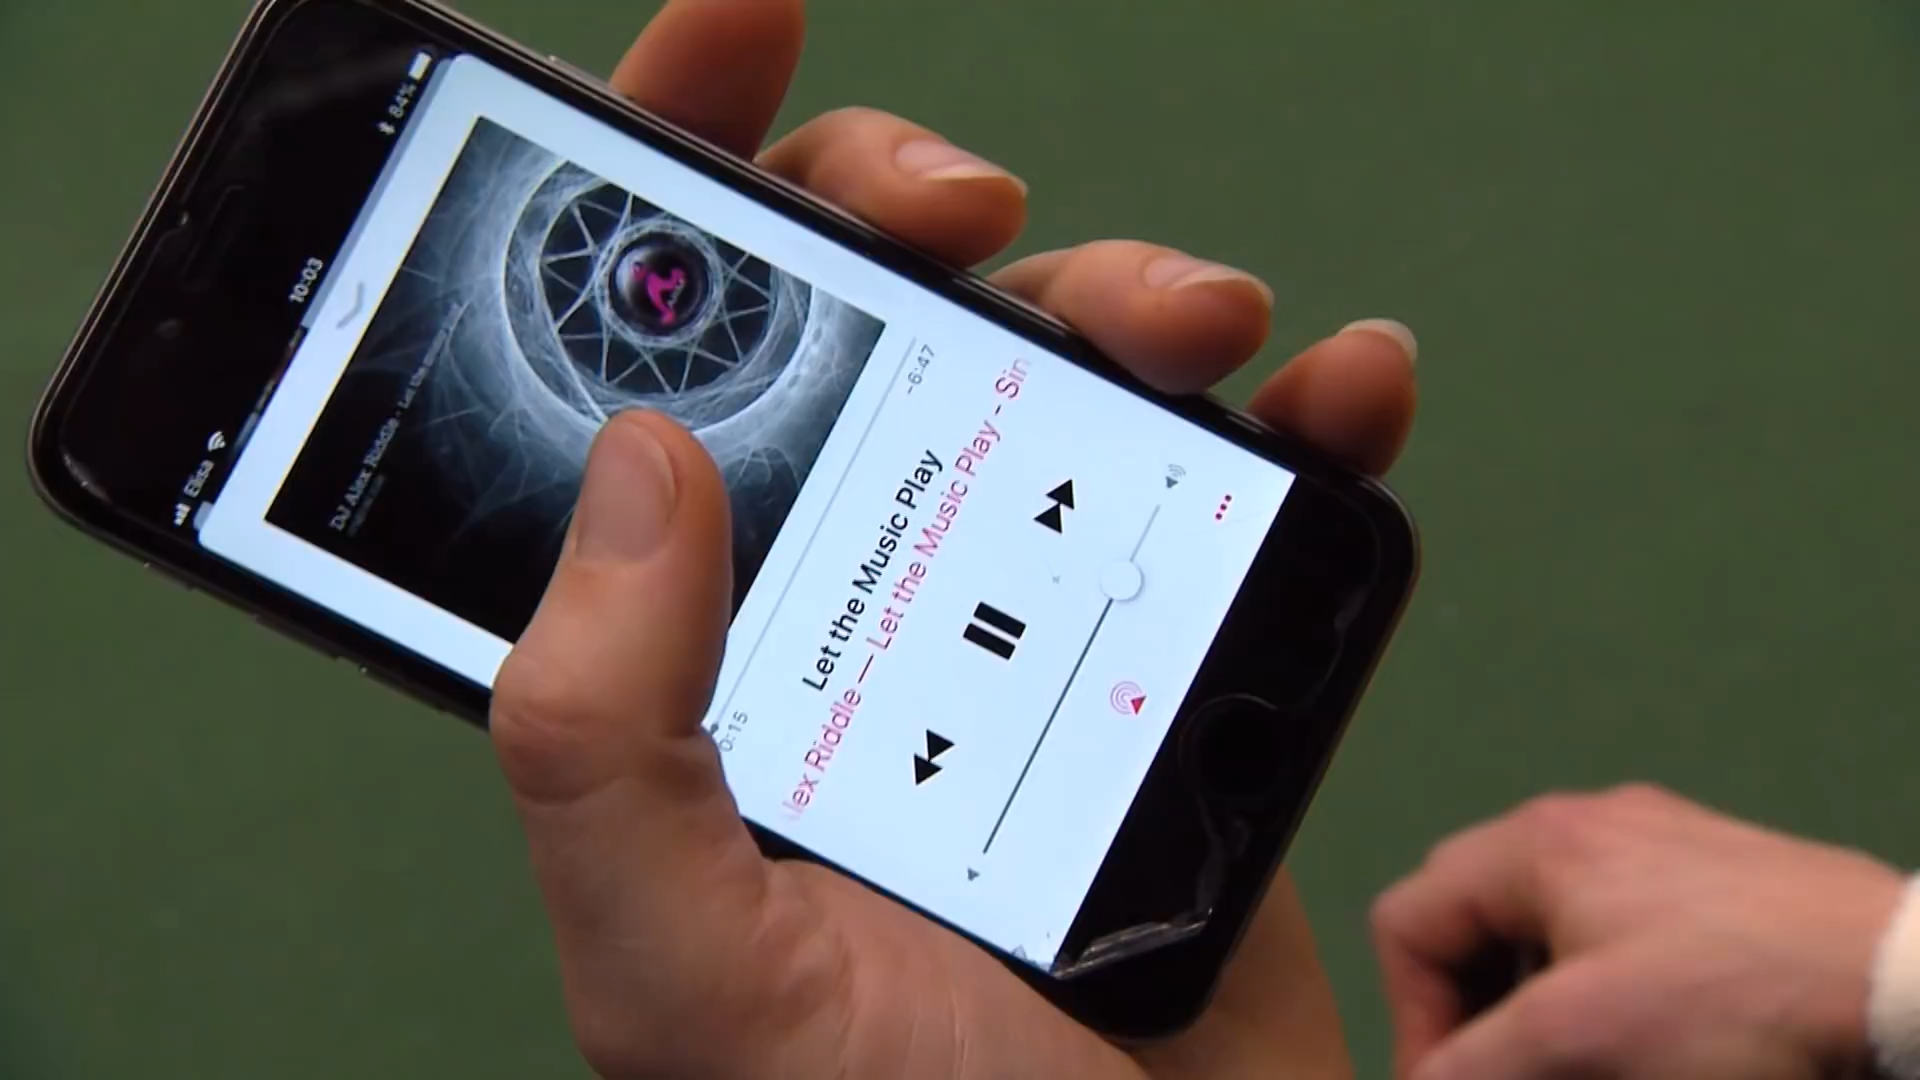 Elisa
10:03
84%
DJ Alex Riddle - Let the music play
0:15
-6:47
Let the Music Play
lex Riddle — Let the Music Play - Sin